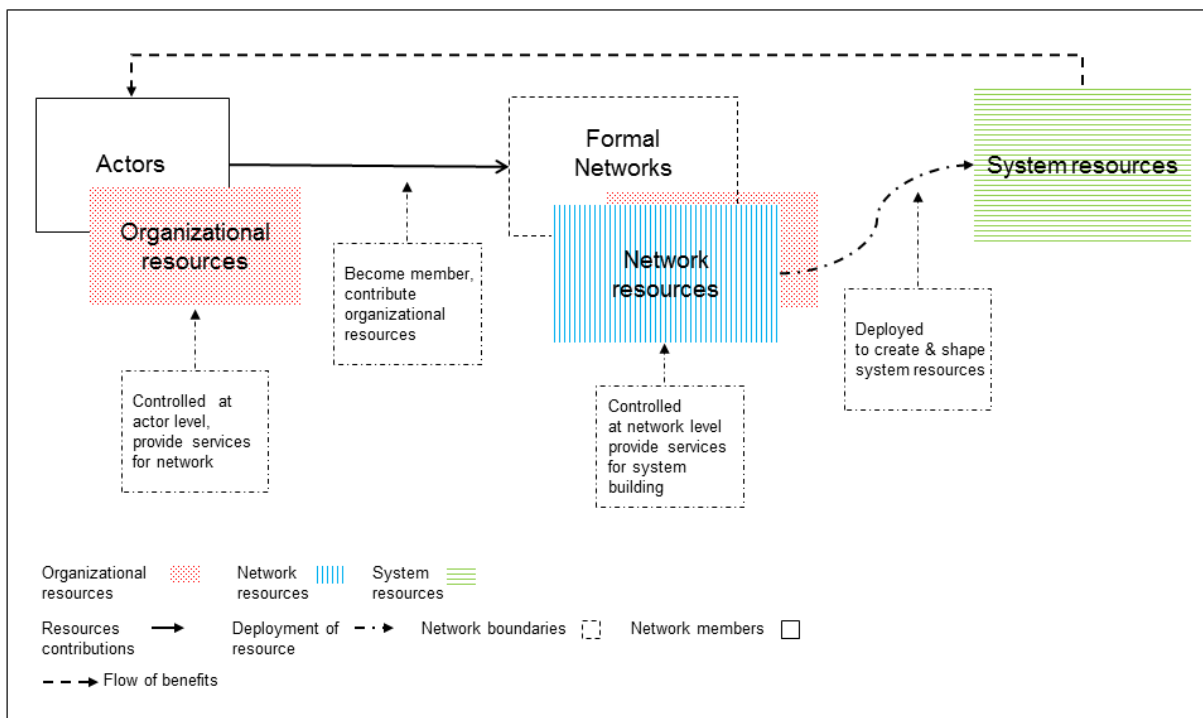 Actors
Organizational
resources
Formal
Networks
Network
resources
System resources
Become member,
contribute
organizational
resources
Controlled at
actor level,
provide services
for network
Controlled
at network level
provide services
for system
building
Deployed
to create & shape
system resources
Organizational
resources
Network
resources
System
resources
Resources
contributions
Deployment of
resource
Network boundaries
Network members
Flow of benefits